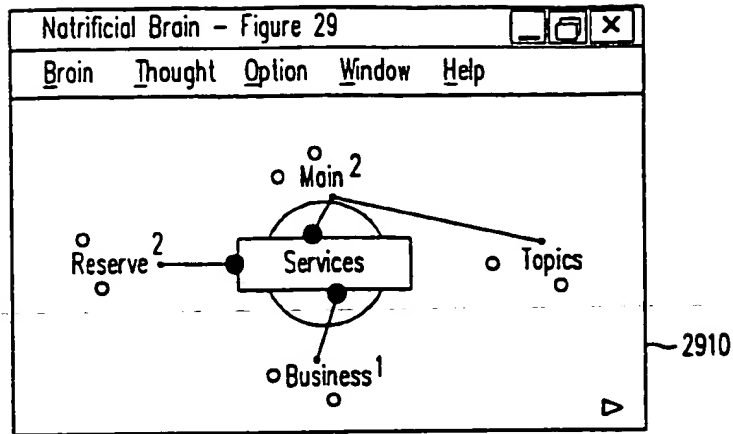 Natrificial Brain – Figure 29
Brain Thought Option Window Help
Main 2
Reserve 2 Services Topics
2910
Business 1